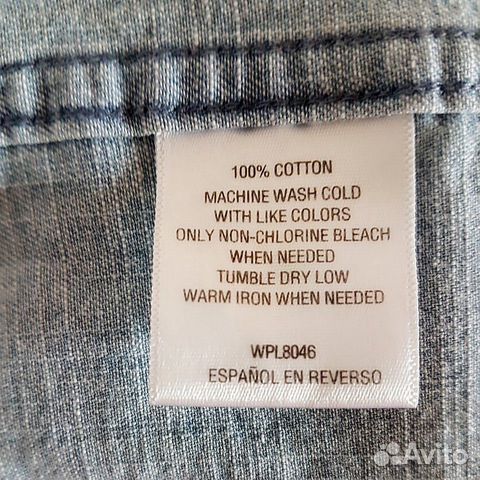 100% COTTON
MACHINE WASH COLD
WITH LIKE COLORS
ONLY NON-CHLORINE BLEACH
WHEN NEEDED
TUMBLE DRY LOW
WARM IRON WHEN NEEDED
WPL8046
ESPAÑOL EN REVERSO
Avito